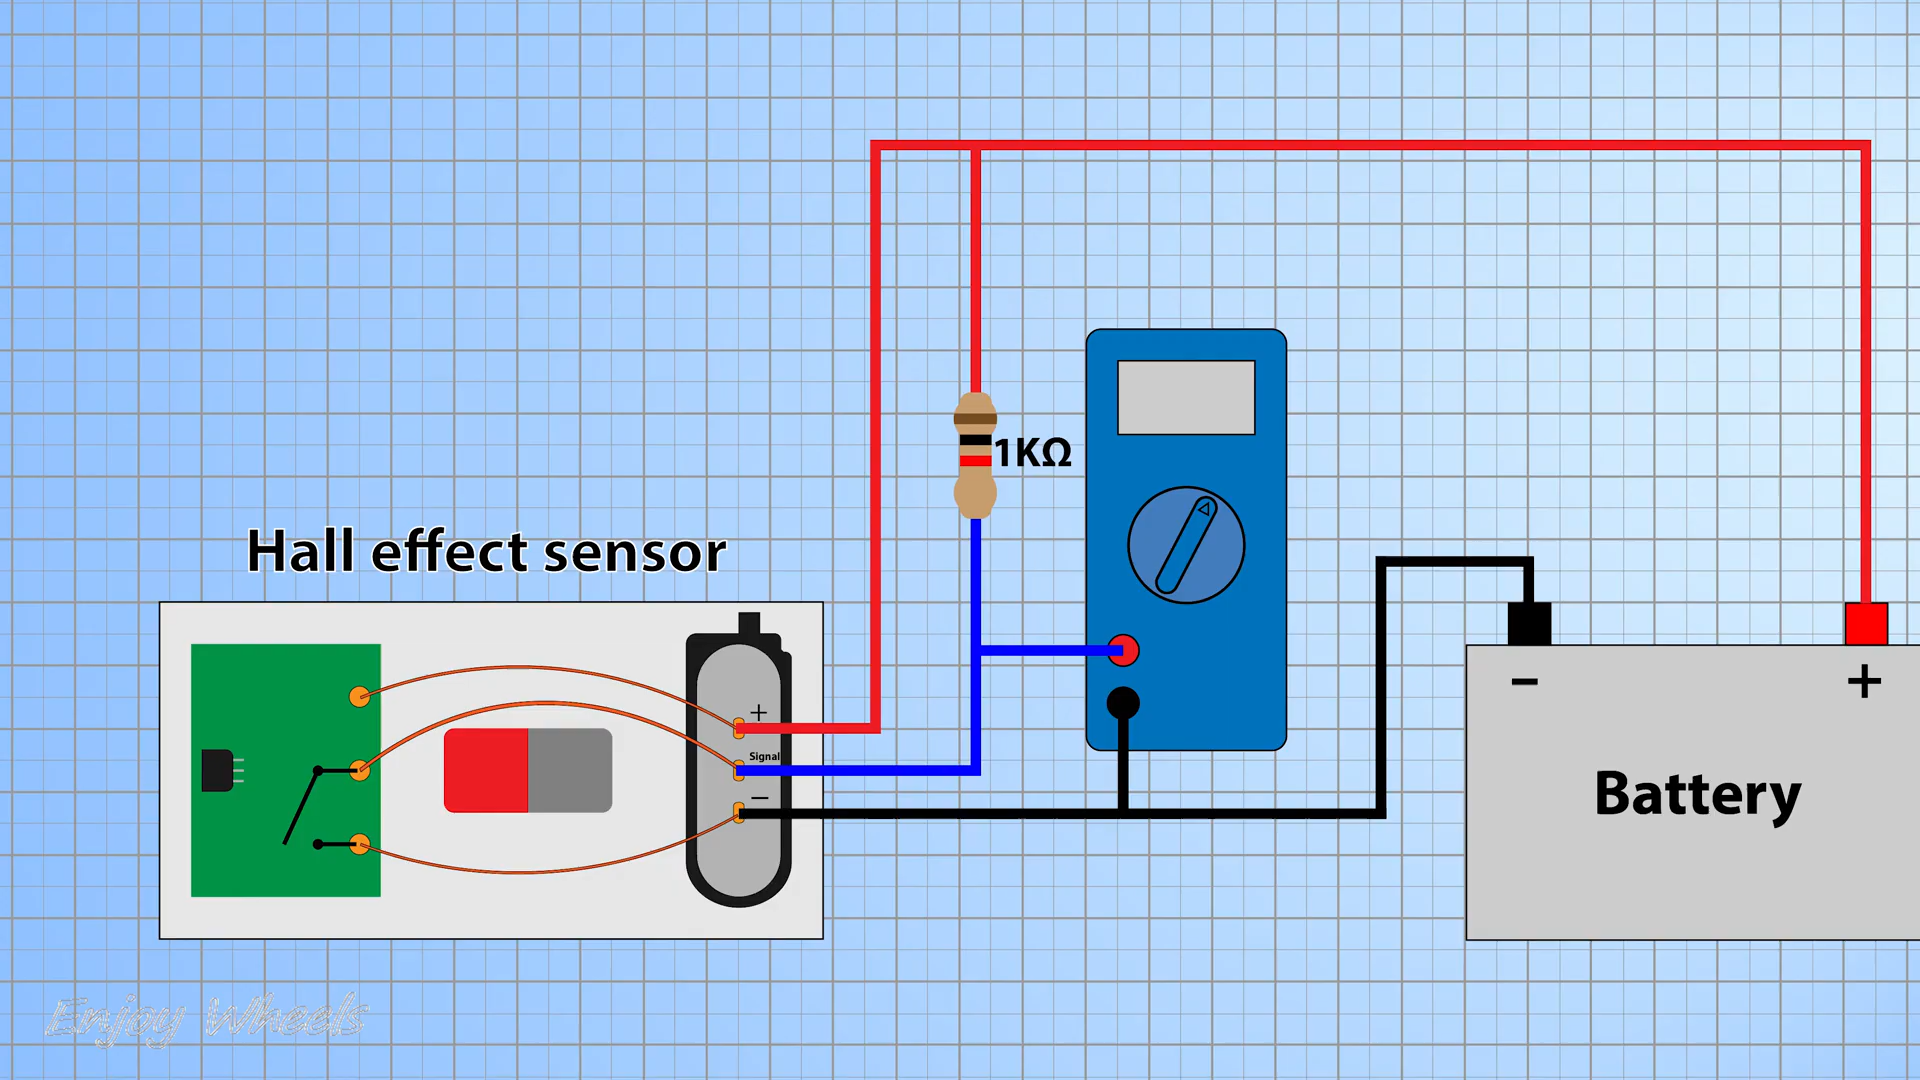 1KΩ
Hall effect sensor
+
Signal
−
− +
Battery
Enjoy Wheels